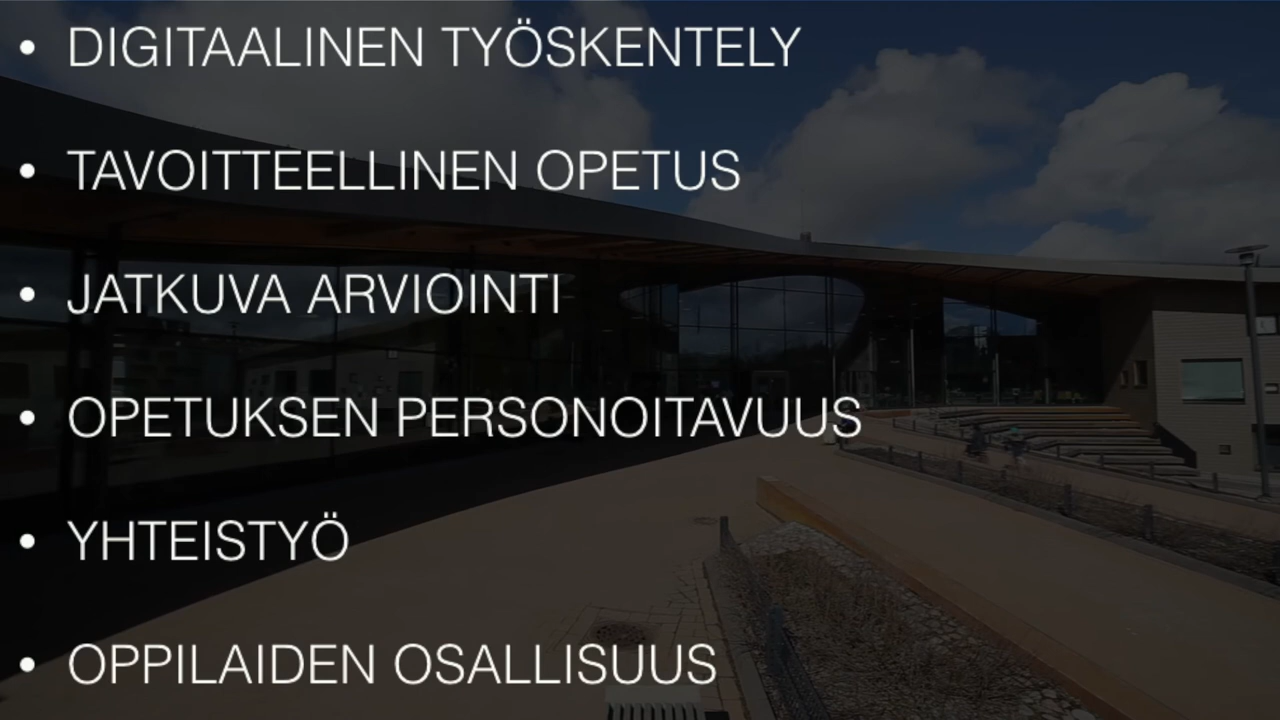 • DIGITAALINEN TYÖSKENTELY
• TAVOITTEELLINEN OPETUS
• JATKUVA ARVIOINTI
• OPETUKSEN PERSONOITAVUUS
• YHTEISTYÖ
• OPPILAIDEN OSALLISUUS